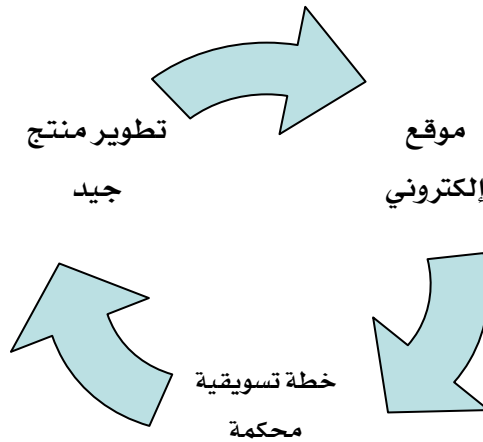 موقع
إلكتروني
تطوير منتج
جيد
خطة تسويقية
محكمة